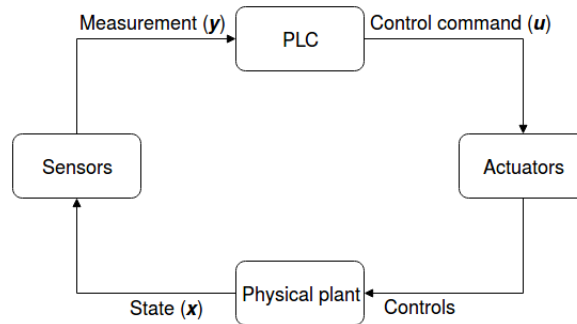 Measurement (y)
PLC
Control command (u)
Sensors
Actuators
State (x)
Physical plant
Controls